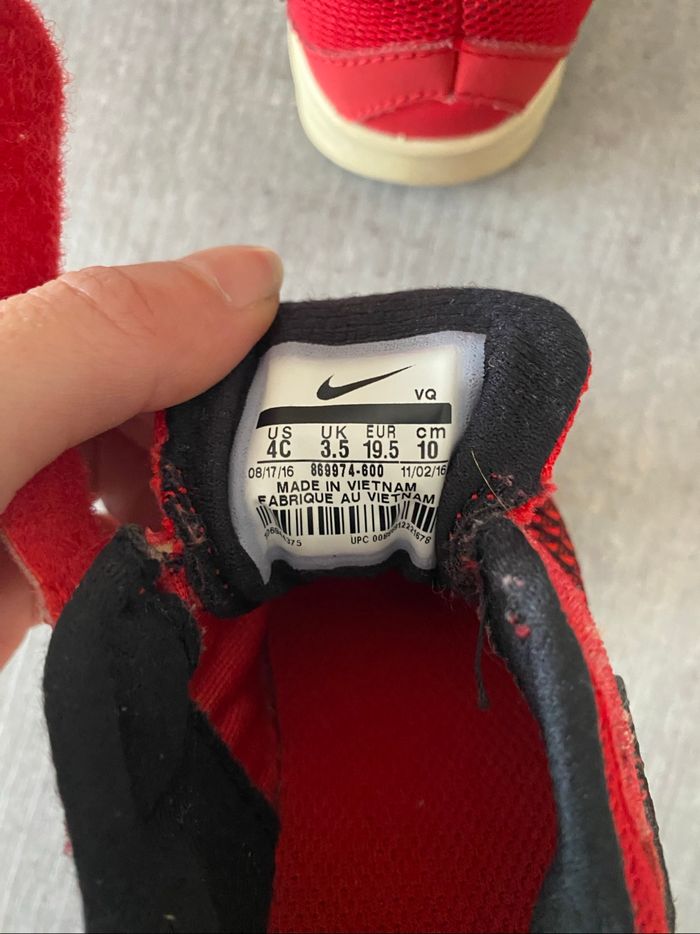 VQ
US UK EUR cm
4C 3.5 19.5 10
08/17/16 869974-600 11/02/16
MADE IN VIETNAM
FABRIQUE AU VIETNAM
UPC